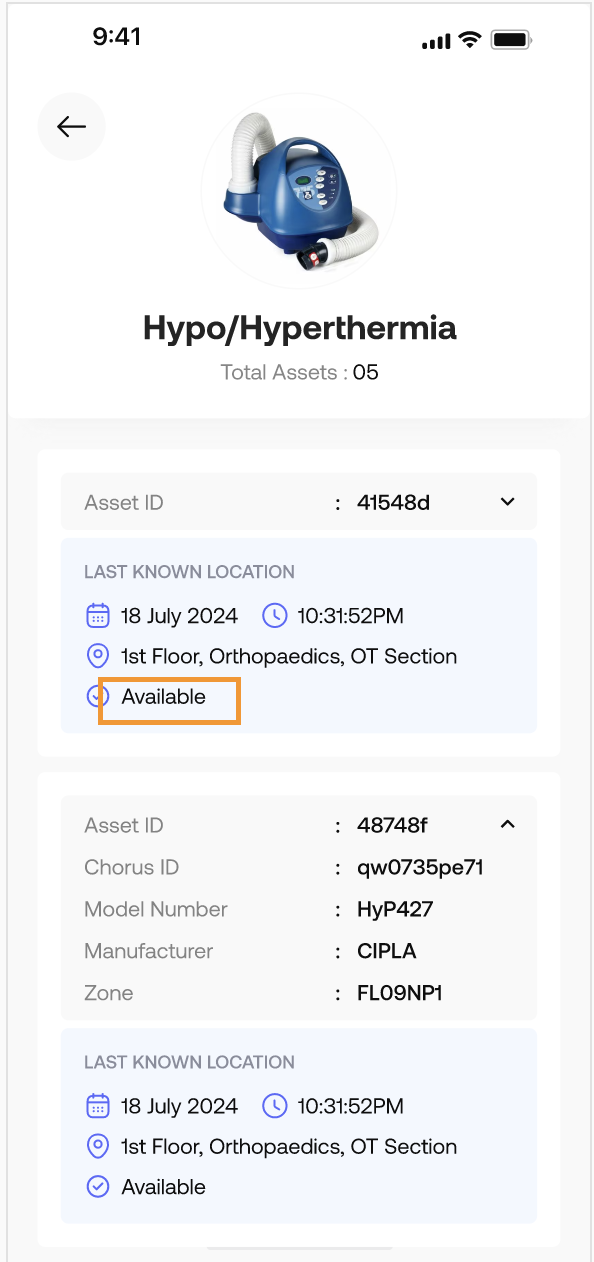 9:41
Hypo/Hyperthermia
Total Assets : 05
Asset ID : 41548d
LAST KNOWN LOCATION
18 July 2024 10:31:52PM
1st Floor, Orthopaedics, OT Section
Available
Asset ID : 48748f
Chorus ID : qw0735pe71
Model Number : HyP427
Manufacturer : CIPLA
Zone : FL09NP1
LAST KNOWN LOCATION
18 July 2024 10:31:52PM
1st Floor, Orthopaedics, OT Section
Available